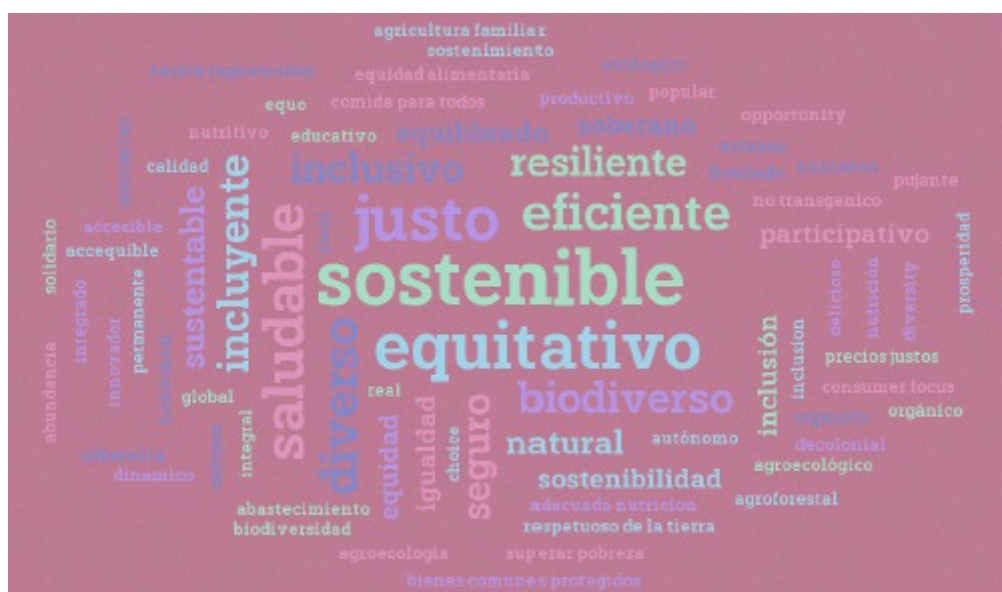 agricultura familiar
sostenimiento
equidad alimentaria
ecológico
equo
comida para todos
productivo
popular
opportunity
nutritivo
educativo
equilibrado
soberano
calidad
incluyente
inclusivo
resiliente
pujante
sustentable
saludable
justo
eficiente
no transgenico
participativo
solidario
accesible
accequible
sostenible
prosperidad
integrado
innovador
permanente
diverso
equitativo
delicioso
nutrición
diversity
abundancia
global
real
biodiverso
inclusión
inclusion
precios justos
consumer focus
orgánico
integral
equidad
igualdad
choice
seguro
natural
autónomo
decolonial
dinamico
sostenibilidad
agroecológico
abastecimiento
adecuada nutricion
agroforestal
biodiversidad
respetuoso de la tierra
agroecologia
superar pobreza
bienes comunes protegidos